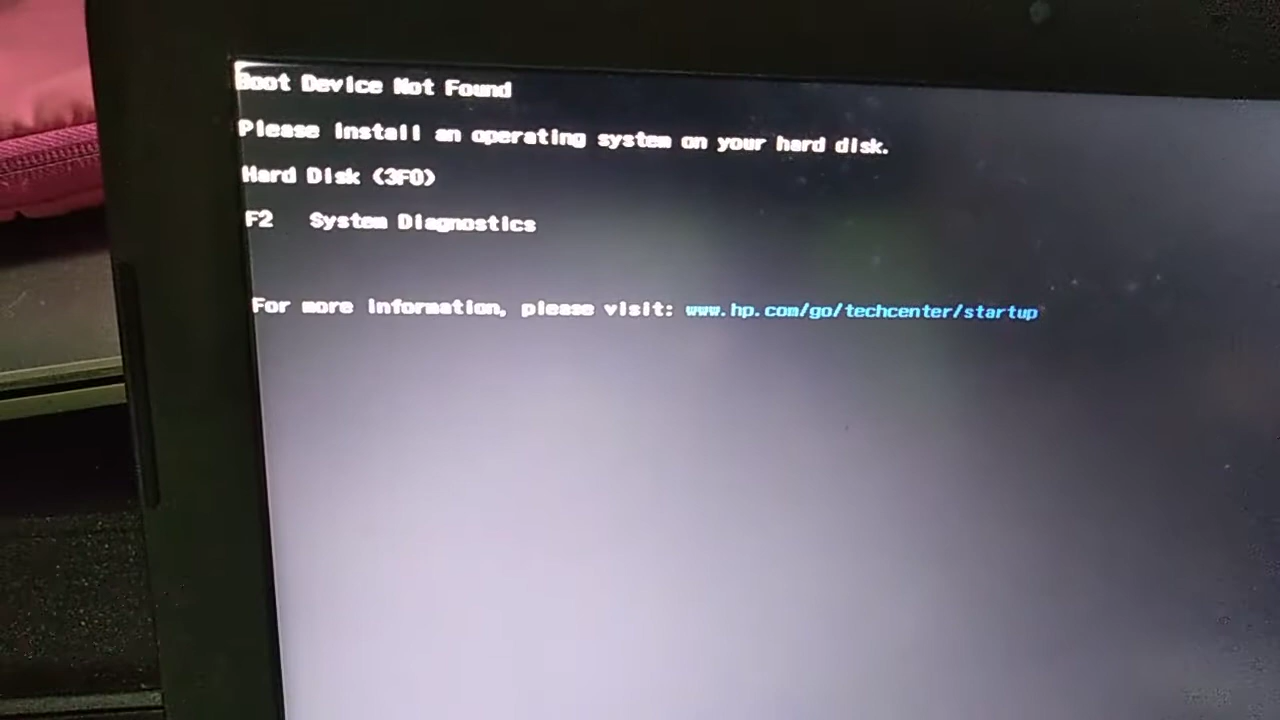 Boot Device Not Found
Please install an operating system on your hard disk.
Hard Disk (3F0)
F2 System Diagnostics
For more information, please visit: www.hp.com/go/techcenter/startup